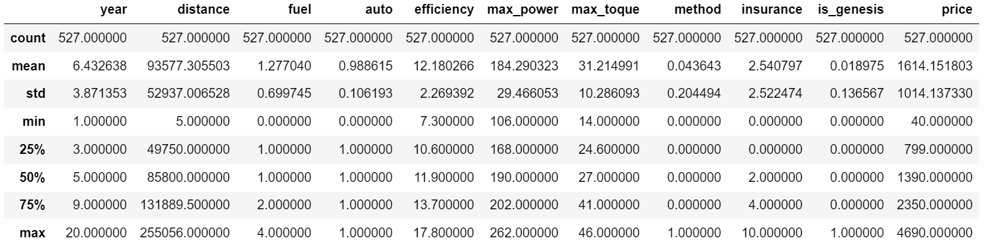 year distance fuel auto efficiency max_power max_toque method insurance is_genesis price
count 527.000000 527.000000 527.000000 527.000000 527.000000 527.000000 527.000000 527.000000 527.000000 527.000000 527.000000
mean 6.432638 93577.305503 1.277040 0.988615 12.180266 184.290323 31.214991 0.043643 2.540797 0.018975 1614.151803
std 3.871353 52937.006528 0.699745 0.106193 2.269392 29.466053 10.286093 0.204494 2.522474 0.136567 1014.137330
min 1.000000 5.000000 0.000000 0.000000 7.300000 106.000000 14.000000 0.000000 0.000000 0.000000 40.000000
25% 3.000000 49750.000000 1.000000 1.000000 10.600000 168.000000 24.600000 0.000000 0.000000 0.000000 799.000000
50% 5.000000 85800.000000 1.000000 1.000000 11.900000 190.000000 27.000000 0.000000 2.000000 0.000000 1390.000000
75% 9.000000 131889.500000 2.000000 1.000000 13.700000 202.000000 41.000000 0.000000 4.000000 0.000000 2350.000000
max 20.000000 255056.000000 4.000000 1.000000 17.800000 262.000000 46.000000 1.000000 10.000000 1.000000 4690.000000